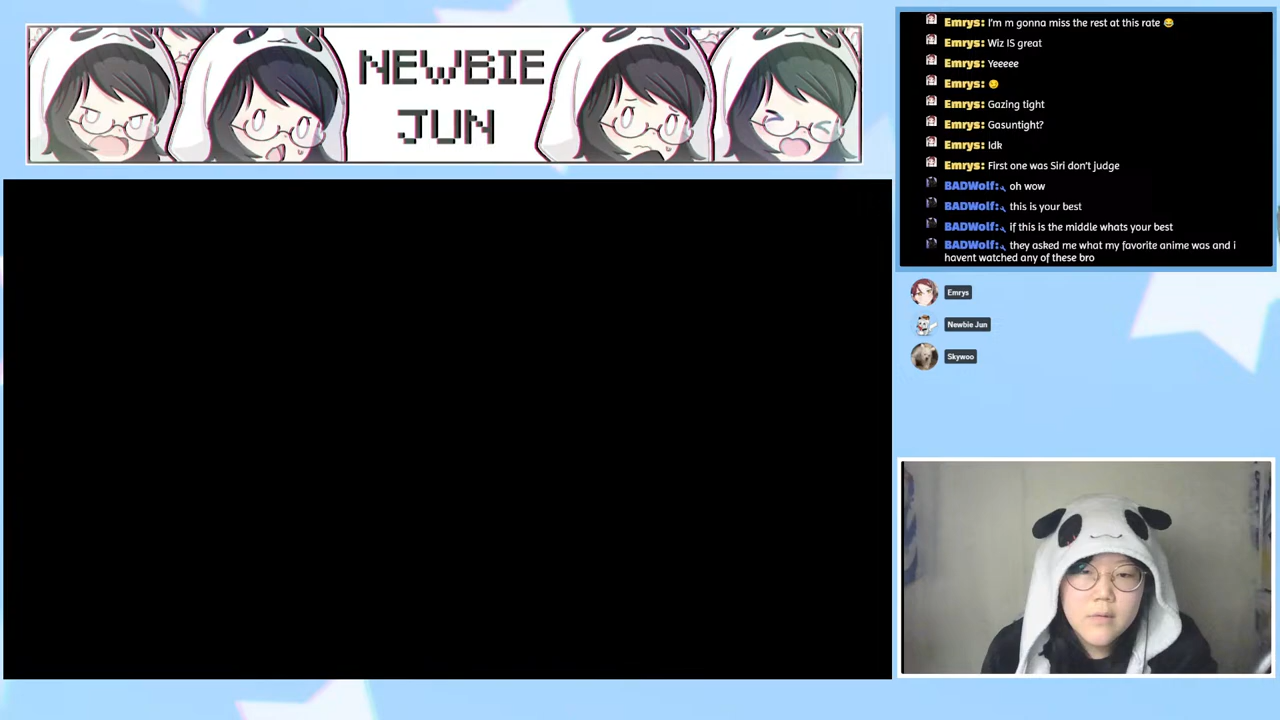 NEWBIE
JUN
Emrys: I'm m gonna miss the rest at this rate 😅
Emrys: Wiz IS great
Emrys: Yeeeee
Emrys: 😏
Emrys: Gazing tight
Emrys: Gasuntight?
Emrys: Idk
Emrys: First one was Siri don't judge
BADWolf: oh wow
BADWolf: this is your best
BADWolf: if this is the middle whats your best
BADWolf: they asked me what my favorite anime was and i
havent watched any of these bro
Emrys
Newbie Jun
Skywoo